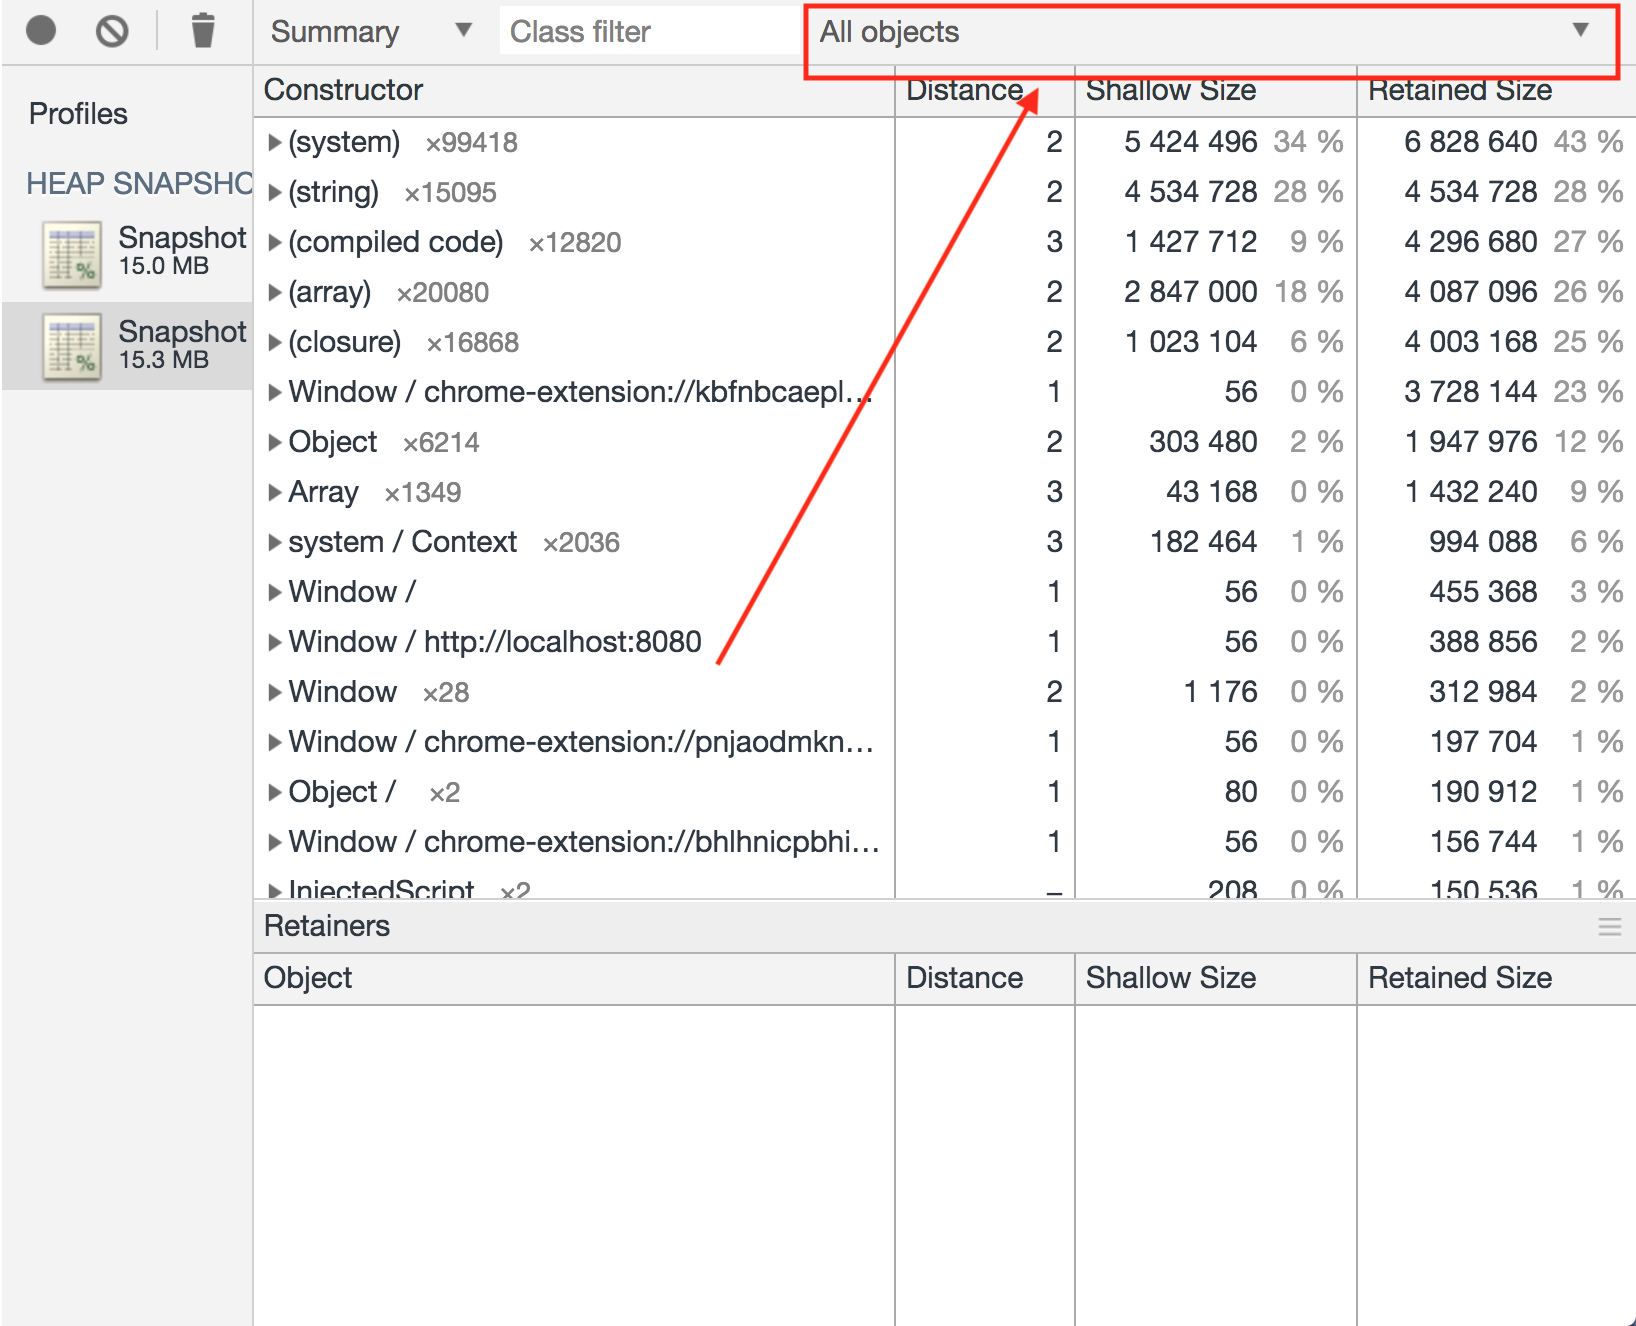 Summary ▼ Class filter All objects ▼
Profiles
HEAP SNAPSHO
Snapshot
15.0 MB
Snapshot
15.3 MB
Constructor Distance Shallow Size Retained Size
(system) ×99418 2 5 424 496 34 % 6 828 640 43 %
(string) ×15095 2 4 534 728 28 % 4 534 728 28 %
(compiled code) ×12820 3 1 427 712 9 % 4 296 680 27 %
(array) ×20080 2 2 847 000 18 % 4 087 096 26 %
(closure) ×16868 2 1 023 104 6 % 4 003 168 25 %
Window / chrome-extension://kbfnbcaepl… 1 56 0 % 3 728 144 23 %
Object ×6214 2 303 480 2 % 1 947 976 12 %
Array ×1349 3 43 168 0 % 1 432 240 9 %
system / Context ×2036 3 182 464 1 % 994 088 6 %
Window / 1 56 0 % 455 368 3 %
Window / http://localhost:8080 1 56 0 % 388 856 2 %
Window ×28 2 1 176 0 % 312 984 2 %
Window / chrome-extension://pnjaodmkn… 1 56 0 % 197 704 1 %
Object / ×2 1 80 0 % 190 912 1 %
Window / chrome-extension://bhlhnicpbhi… 1 56 0 % 156 744 1 %
InjectedScript ×2 – 208 0 % 150 536 1 %
Retainers
Object Distance Shallow Size Retained Size